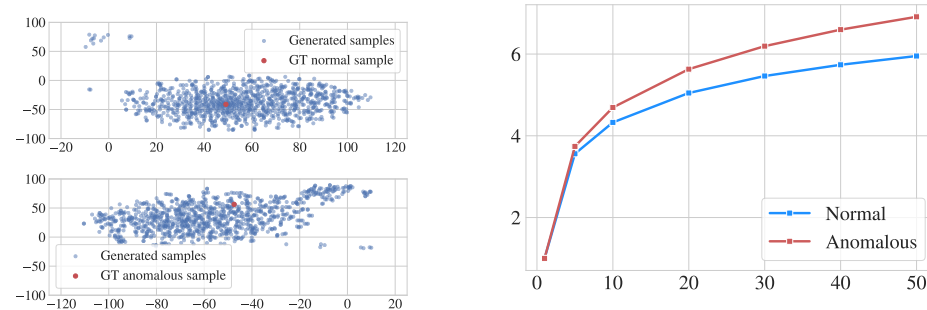 100
50
0
−50
−100
Generated samples
GT normal sample
−20 0 20 40 60 80 100 120
100
50
0
−50
−100
Generated samples
GT anomalous sample
−120 −100 −80 −60 −40 −20 0 20
6
4
2
Normal
Anomalous
0 10 20 30 40 50